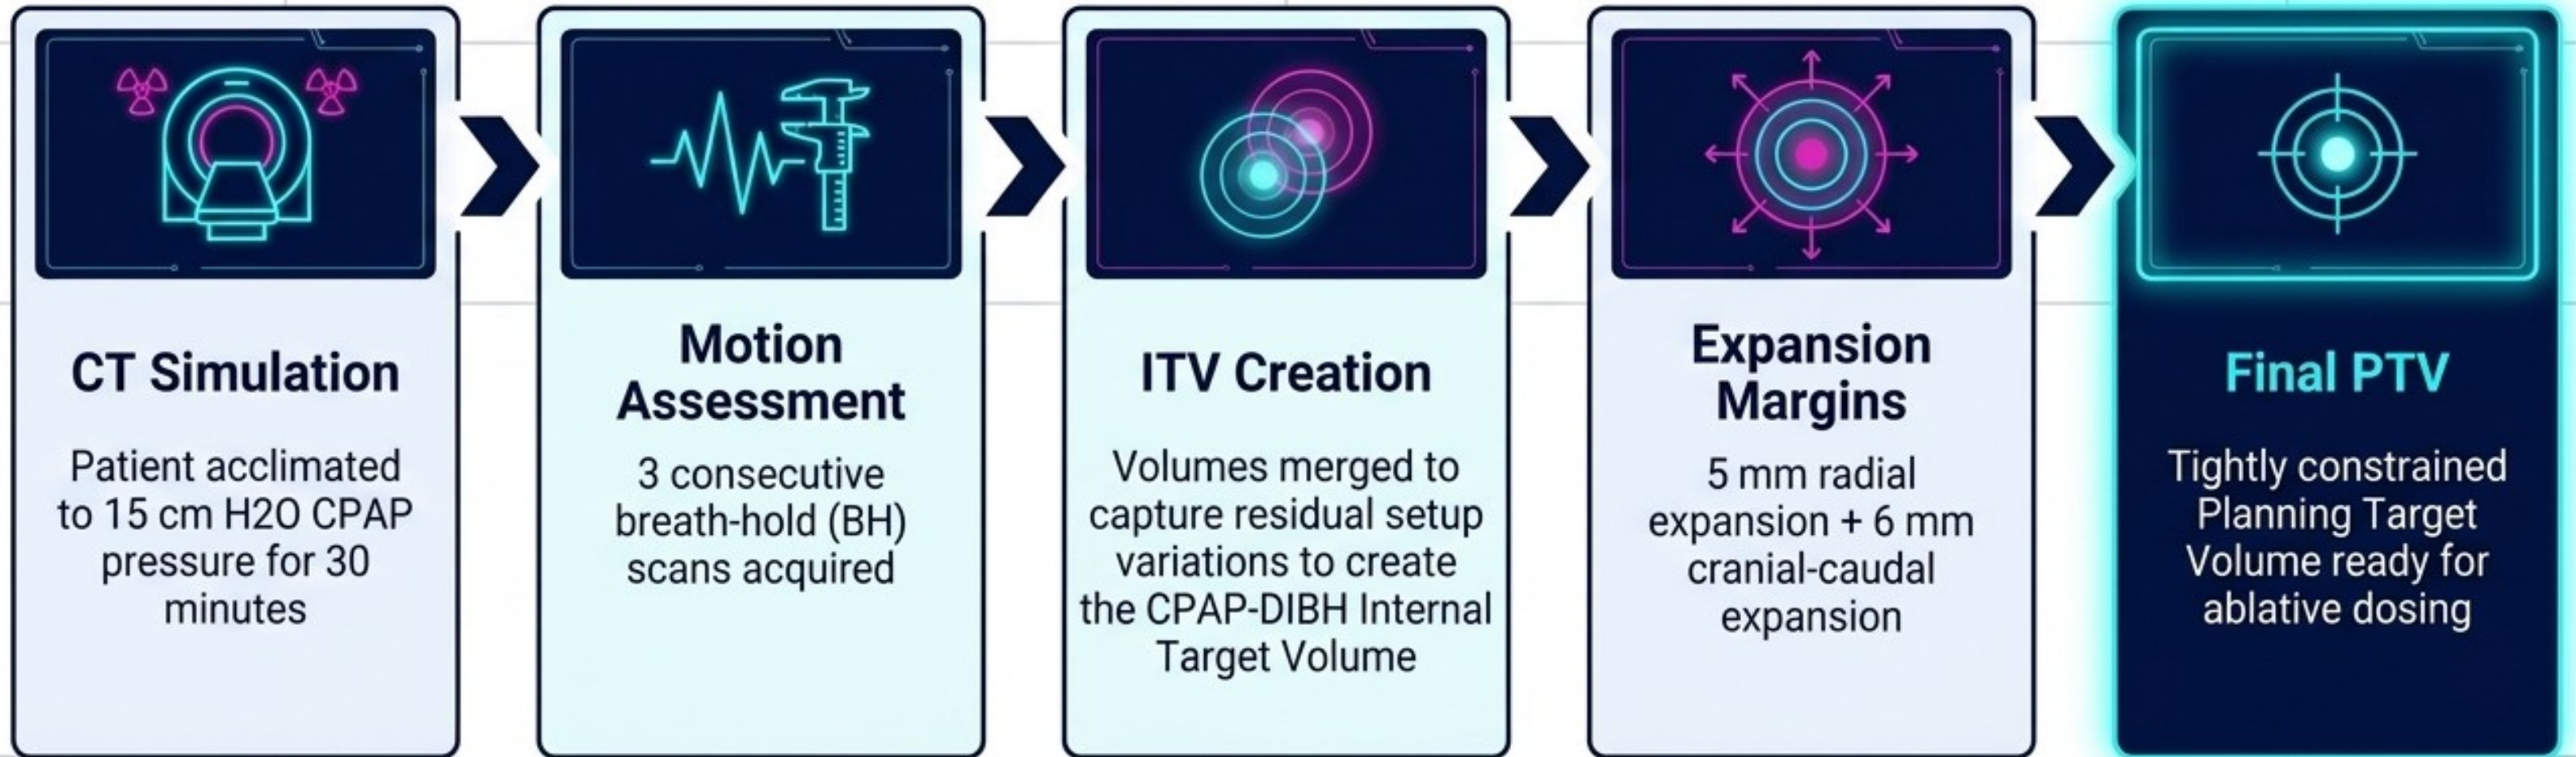 CT Simulation
Patient acclimated
to 15 cm H2O CPAP
pressure for 30
minutes
Motion
Assessment
3 consecutive
breath-hold (BH)
scans acquired
ITV Creation
Volumes merged to
capture residual setup
variations to create
the CPAP-DIBH Internal
Target Volume
Expansion
Margins
5 mm radial
expansion + 6 mm
cranial-caudal
expansion
Final PTV
Tightly constrained
Planning Target
Volume ready for
ablative dosing